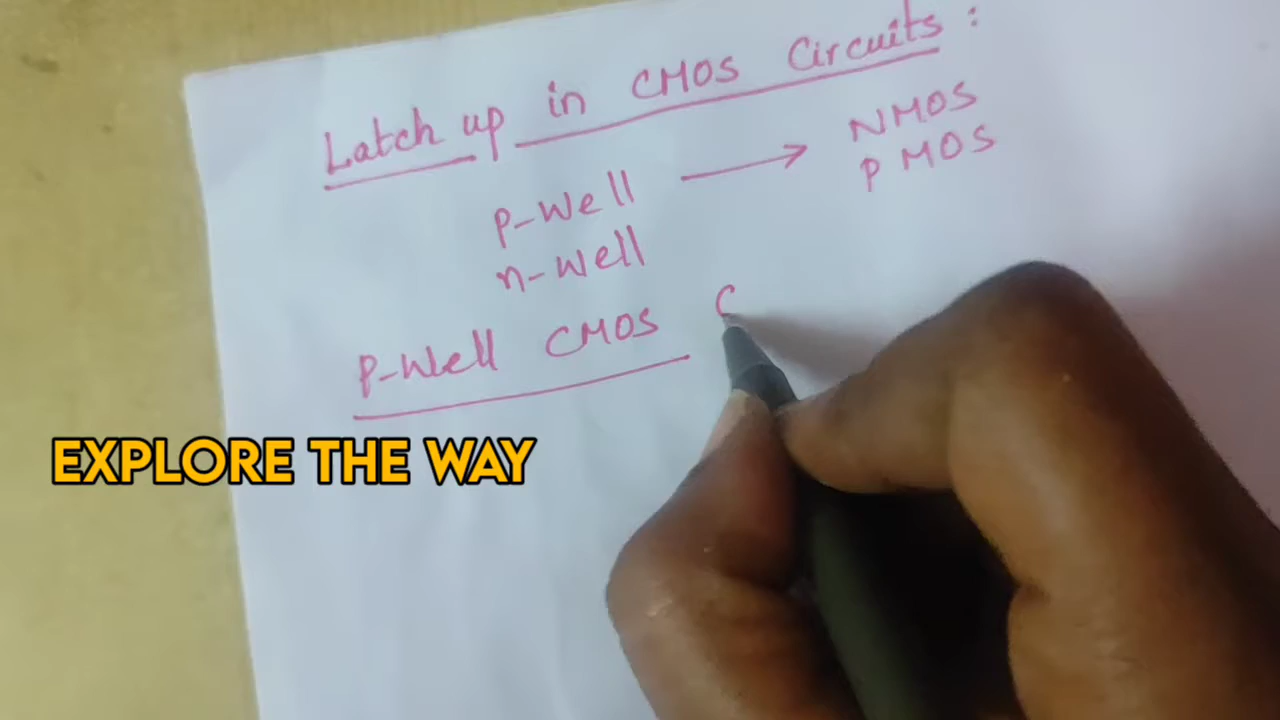 Latch up in CMOS Circuits :
p-well → NMOS
n-well PMOS
P-Well CMOS C
EXPLORE THE WAY